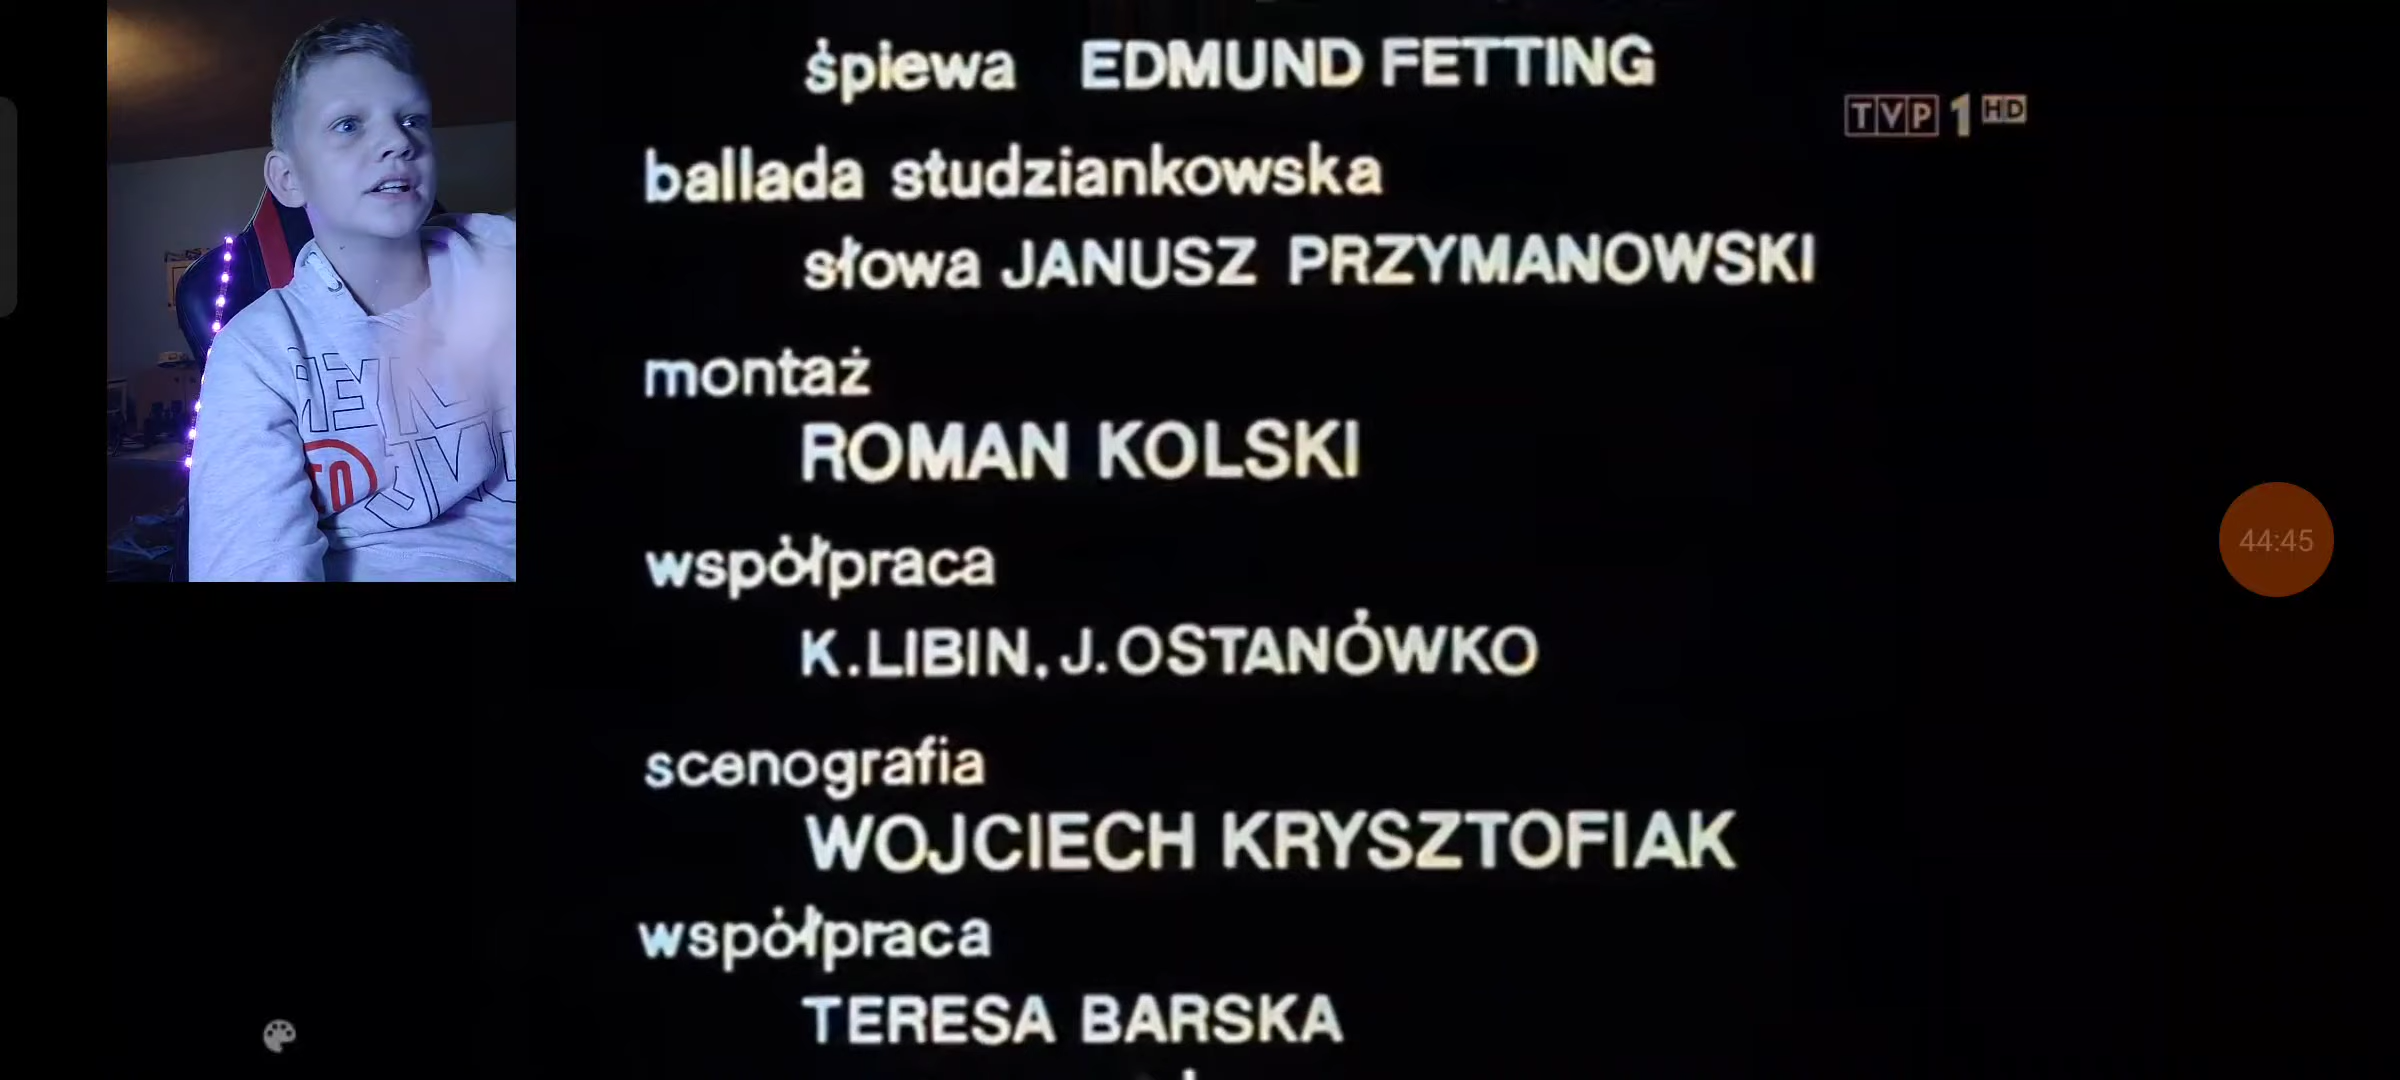 śpiewa EDMUND FETTING
TVP 1 HD
ballada studziankowska
słowa JANUSZ PRZYMANOWSKI
montaż
ROMAN KOLSKI
współpraca
K.LIBIN, J.OSTANÓWKO
44:45
scenografia
WOJCIECH KRYSZTOFIAK
współpraca
TERESA BARSKA